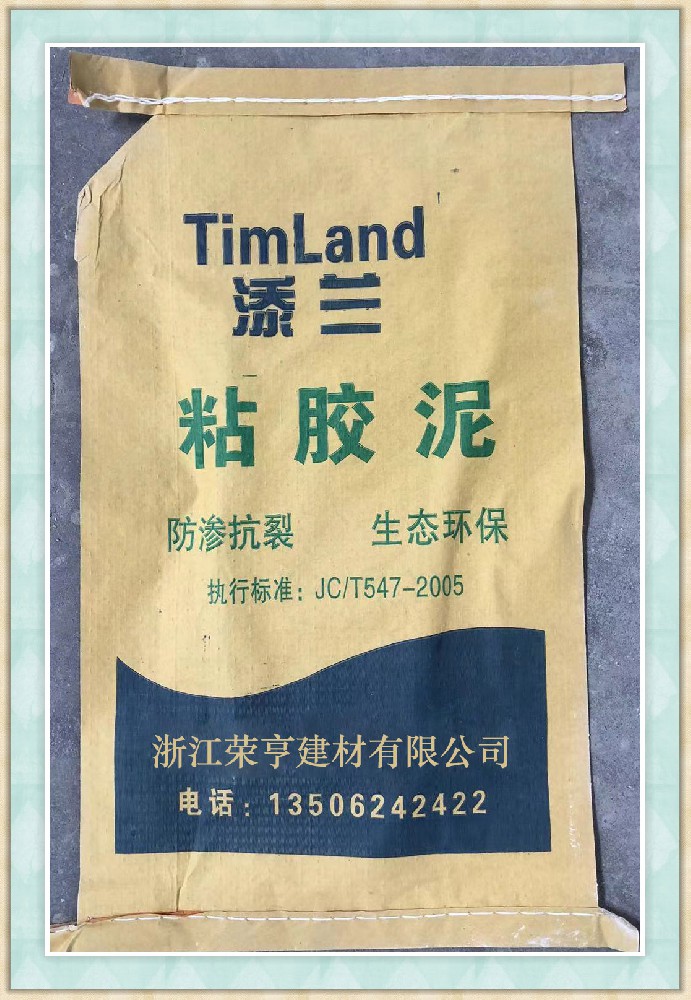 TimLand
添兰
粘胶泥
防渗抗裂 生态环保
执行标准：JC/T547-2005
浙江荣亨建材有限公司
电话：13506242422